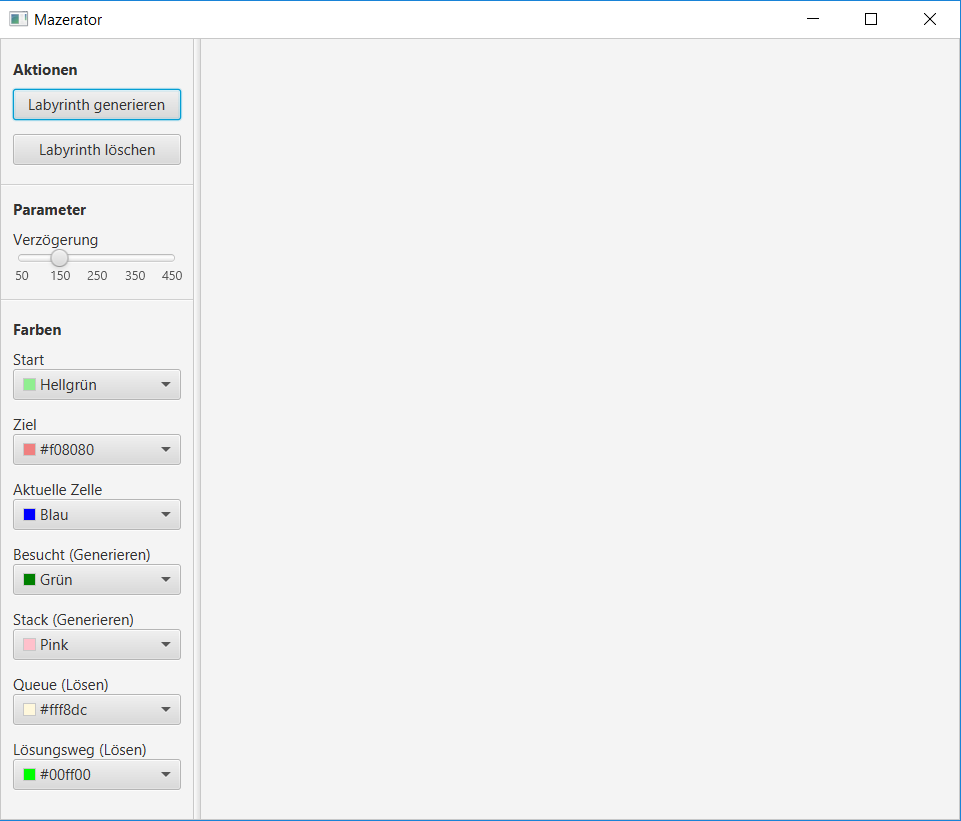 Mazerator
Aktionen
Labyrinth generieren
Labyrinth löschen
Parameter
Verzögerung
50 150 250 350 450
Farben
Start
Hellgrün
Ziel
#f08080
Aktuelle Zelle
Blau
Besucht (Generieren)
Grün
Stack (Generieren)
Pink
Queue (Lösen)
#fff8dc
Lösungsweg (Lösen)
#00ff00